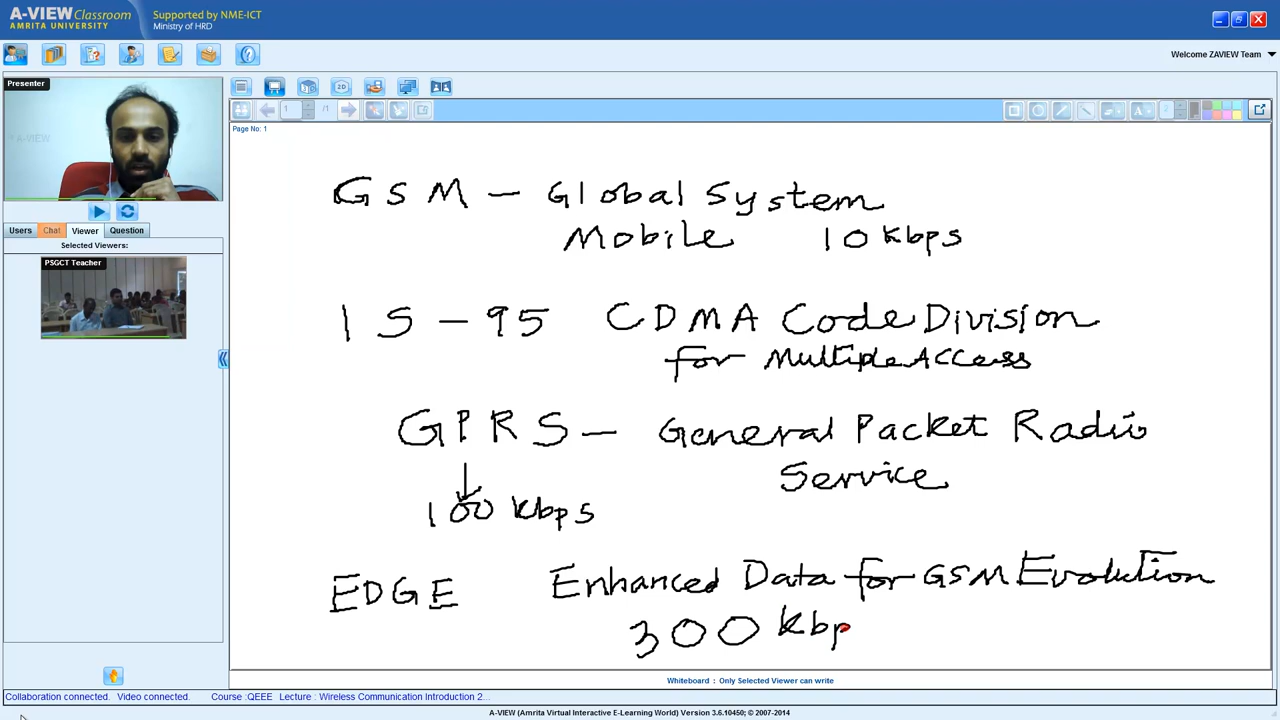 A-VIEW Classroom
AMRITA UNIVERSITY
Supported by NME-ICT
Ministry of HRD
Welcome ZAVIEW Team
Presenter
1 /1
2D
A
Page No: 1
Users Chat Viewer Question
Selected Viewers:
PSGCT Teacher
GSM - Global System
Mobile 10 kbps
IS-95 CDMA Code Division
for Multiple Access
GPRS - General Packet Radio
Service
100 kbps
EDGE Enhanced Data for GSM Evolution
300 kbp
Whiteboard : Only Selected Viewer can write
Collaboration connected. Video connected. Course :QEEE Lecture : Wireless Communication Introduction 2...
A-VIEW (Amrita Virtual Interactive E-Learning World) Version 3.6.10450; © 2007-2014